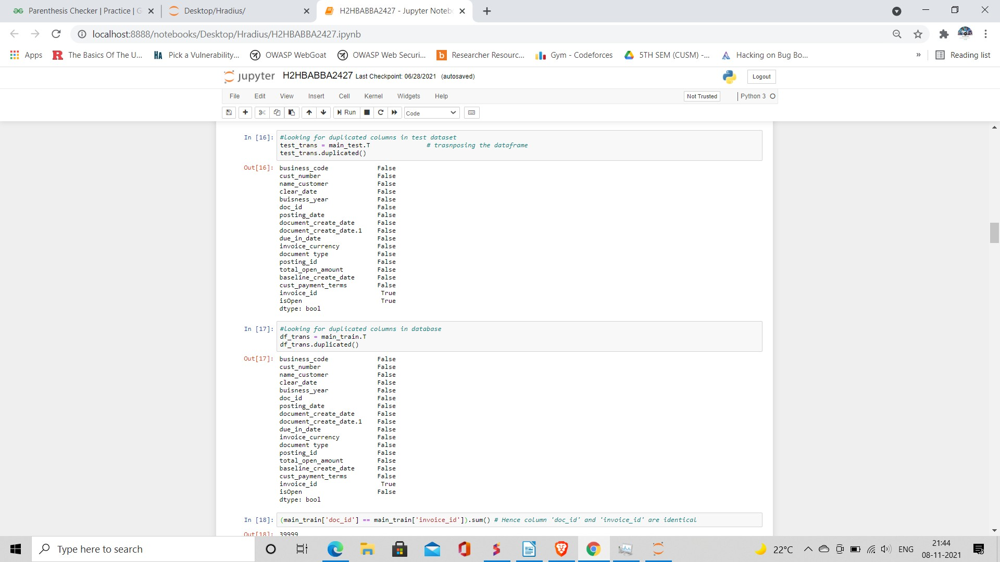 Parenthesis Checker | Practice | G
Desktop/Hradius/
H2HBABBA2427 - Jupyter Noteb
localhost:8888/notebooks/Desktop/Hradius/H2HBABBA2427.ipynb
Apps
The Basics Of The U...
Pick a Vulnerability...
OWASP WebGoat
OWASP Web Securi...
Researcher Resourc...
Gym - Codeforces
5TH SEM (CUSM) -...
Hacking on Bug Bo...
»
Reading list
jupyter H2HBABBA2427 Last Checkpoint: 06/28/2021 (autosaved)
Logout
File Edit View Insert Cell Kernel Widgets Help
Not Trusted
Python 3
Run
Code
In [16]: #looking for duplicated columns in test dataset
test_trans = main_test.T # trasnposing the dataframe
test_trans.duplicated()
Out[16]: business_code False
cust_number False
name_customer False
clear_date False
buisness_year False
doc_id False
posting_date False
document_create_date False
document_create_date.1 False
due_in_date False
invoice_currency False
document type False
posting_id False
total_open_amount False
baseline_create_date False
cust_payment_terms False
invoice_id True
isOpen True
dtype: bool
In [17]: #looking for duplicated columns in database
df_trans = main_train.T
df_trans.duplicated()
Out[17]: business_code False
cust_number False
name_customer False
clear_date False
buisness_year False
doc_id False
posting_date False
document_create_date False
document_create_date.1 False
due_in_date False
invoice_currency False
document type False
posting_id False
total_open_amount False
baseline_create_date False
cust_payment_terms False
invoice_id True
isOpen False
dtype: bool
In [18]: (main_train['doc_id'] == main_train['invoice_id']).sum() # Hence column 'doc_id' and 'invoice_id' are identical
Out[18]: 39999
Type here to search
22°C
ENG
21:44
08-11-2021